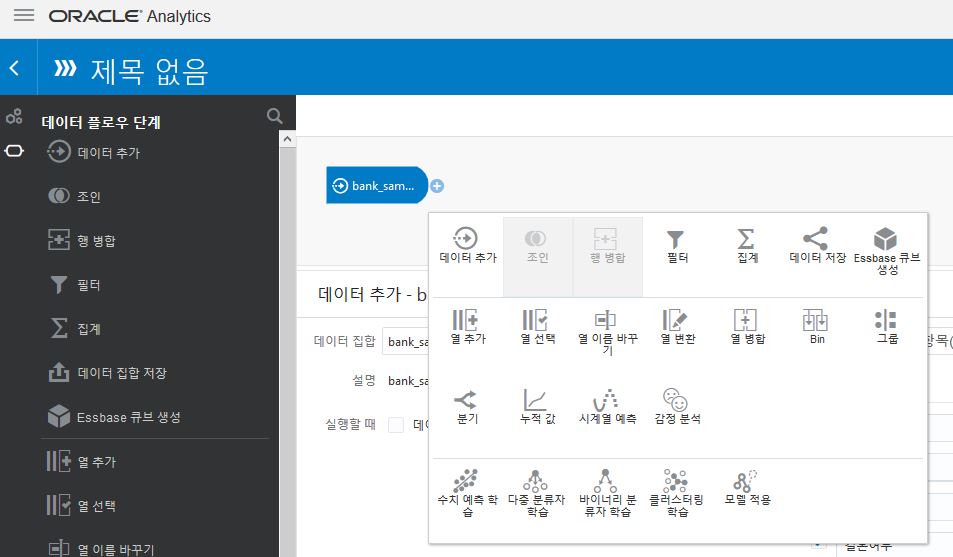 ORACLE® Analytics
제목 없음
데이터 플로우 단계
데이터 추가
조인
행 병합
필터
집계
데이터 집합 저장
Essbase 큐브 생성
열 추가
열 선택
열 이름 바꾸기
bank_sam...
데이터 추가
조인
행 병합
필터
집계
데이터 저장
Essbase 큐브
생성
열 추가
열 선택
열 이름 바꾸
기
열 변환
열 병합
Bin
그룹
분기
누적 값
시계열 예측
감정 분석
수치 예측 학
습
다중 분류자
학습
바이너리 분
류자 학습
클러스터링
학습
모델 적용
데이터 추가 - b
데이터 집합
bank_sa
항목(
설명
bank_sa
실행할 때
데이
결혼여부